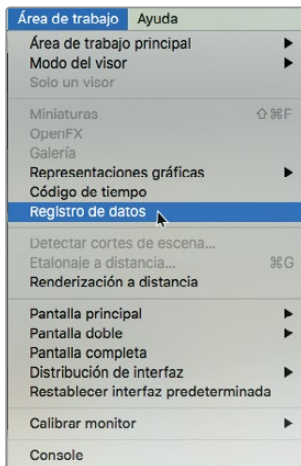 Área de trabajo Ayuda
Área de trabajo principal
Modo del visor
Solo un visor
Miniaturas ⇧⌘F
OpenFX
Galería
Representaciones gráficas
Código de tiempo
Registro de datos
Detectar cortes de escena...
Etalonaje a distancia... ⌘G
Renderización a distancia
Pantalla principal
Pantalla doble
Pantalla completa
Distribución de interfaz
Restablecer interfaz predeterminada
Calibrar monitor
Console